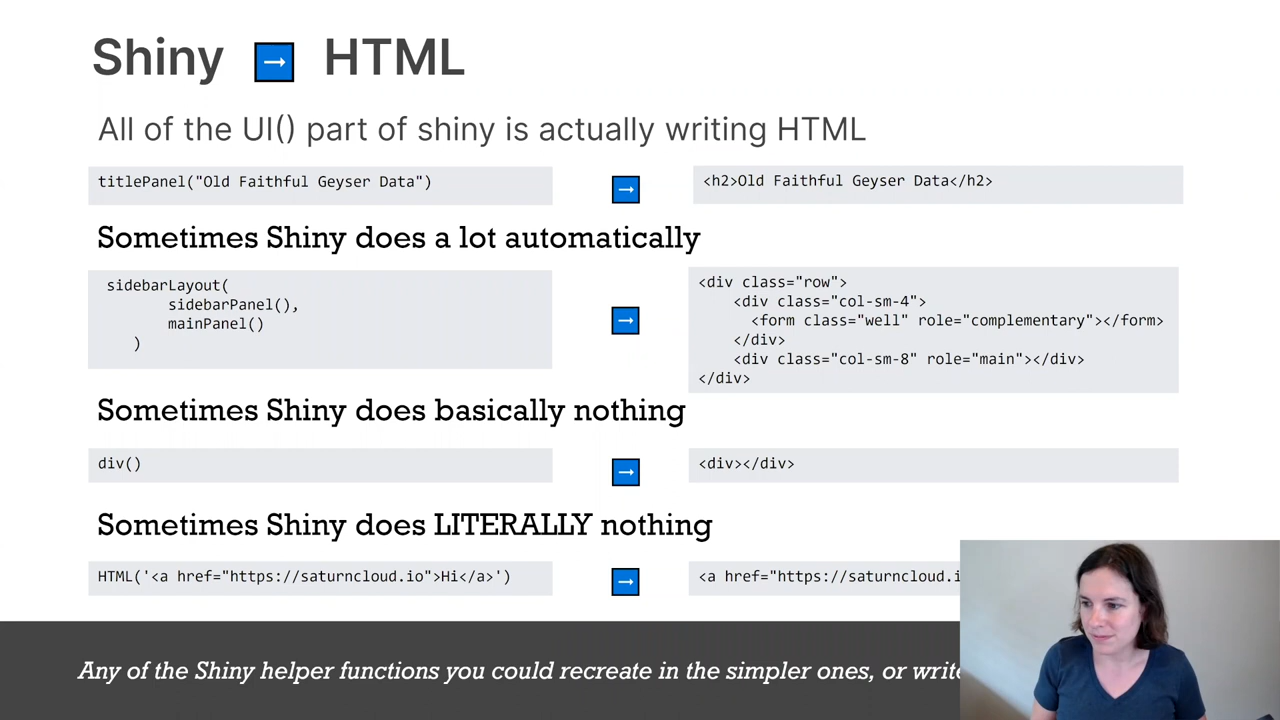 Shiny ➡ HTML
All of the UI() part of shiny is actually writing HTML
titlePanel("Old Faithful Geyser Data") ➡ <h2>Old Faithful Geyser Data</h2>
Sometimes Shiny does a lot automatically
sidebarLayout(
sidebarPanel(),
mainPanel()
)
➡
<div class="row">
<div class="col-sm-4">
<form class="well" role="complementary"></form>
</div>
<div class="col-sm-8" role="main"></div>
</div>
Sometimes Shiny does basically nothing
div() ➡ <div></div>
Sometimes Shiny does LITERALLY nothing
HTML('<a href="https://saturncloud.io">Hi</a>') ➡ <a href="https://saturncloud.i
Any of the Shiny helper functions you could recreate in the simpler ones, or write